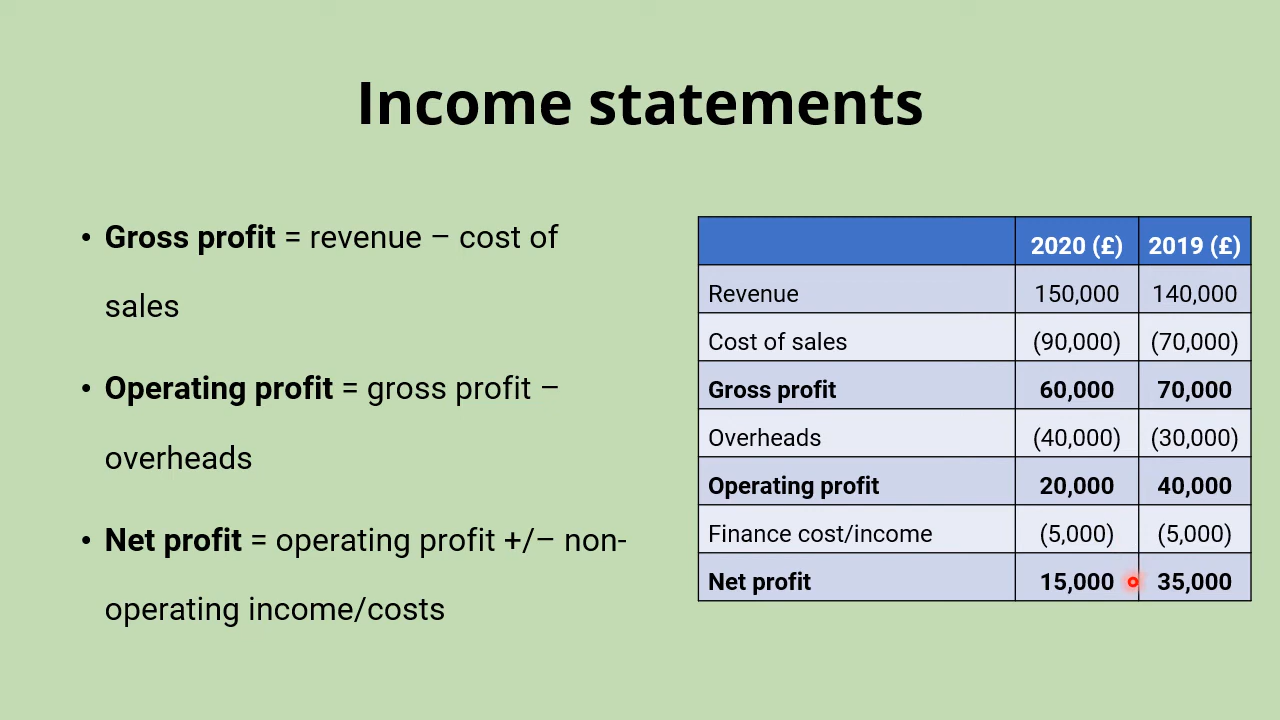 Income statements
• Gross profit = revenue – cost of
sales
• Operating profit = gross profit –
overheads
• Net profit = operating profit +/– non-
operating income/costs
2020 (£) 2019 (£)
Revenue 150,000 140,000
Cost of sales (90,000) (70,000)
Gross profit 60,000 70,000
Overheads (40,000) (30,000)
Operating profit 20,000 40,000
Finance cost/income (5,000) (5,000)
Net profit 15,000 35,000